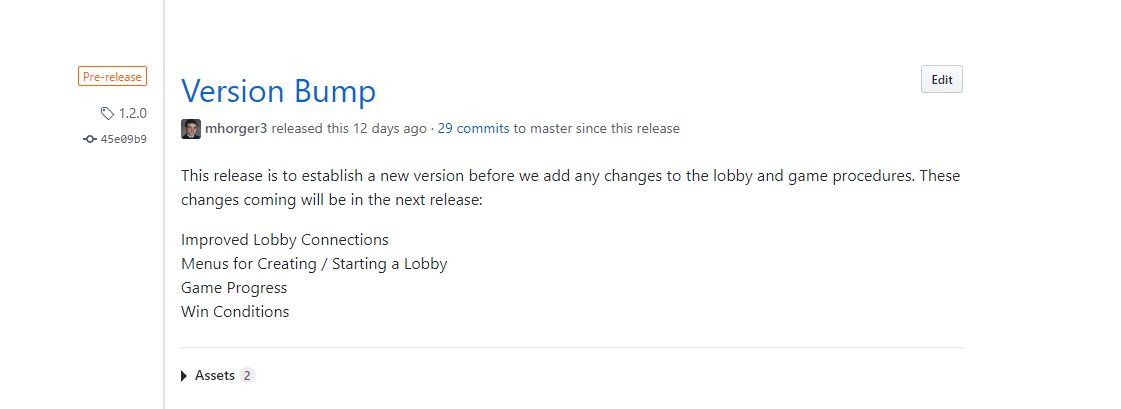 Pre-release
1.2.0
45e09b9
Version Bump
Edit
mhorger3 released this 12 days ago · 29 commits to master since this release
This release is to establish a new version before we add any changes to the lobby and game procedures. These
changes coming will be in the next release:
Improved Lobby Connections
Menus for Creating / Starting a Lobby
Game Progress
Win Conditions
Assets 2